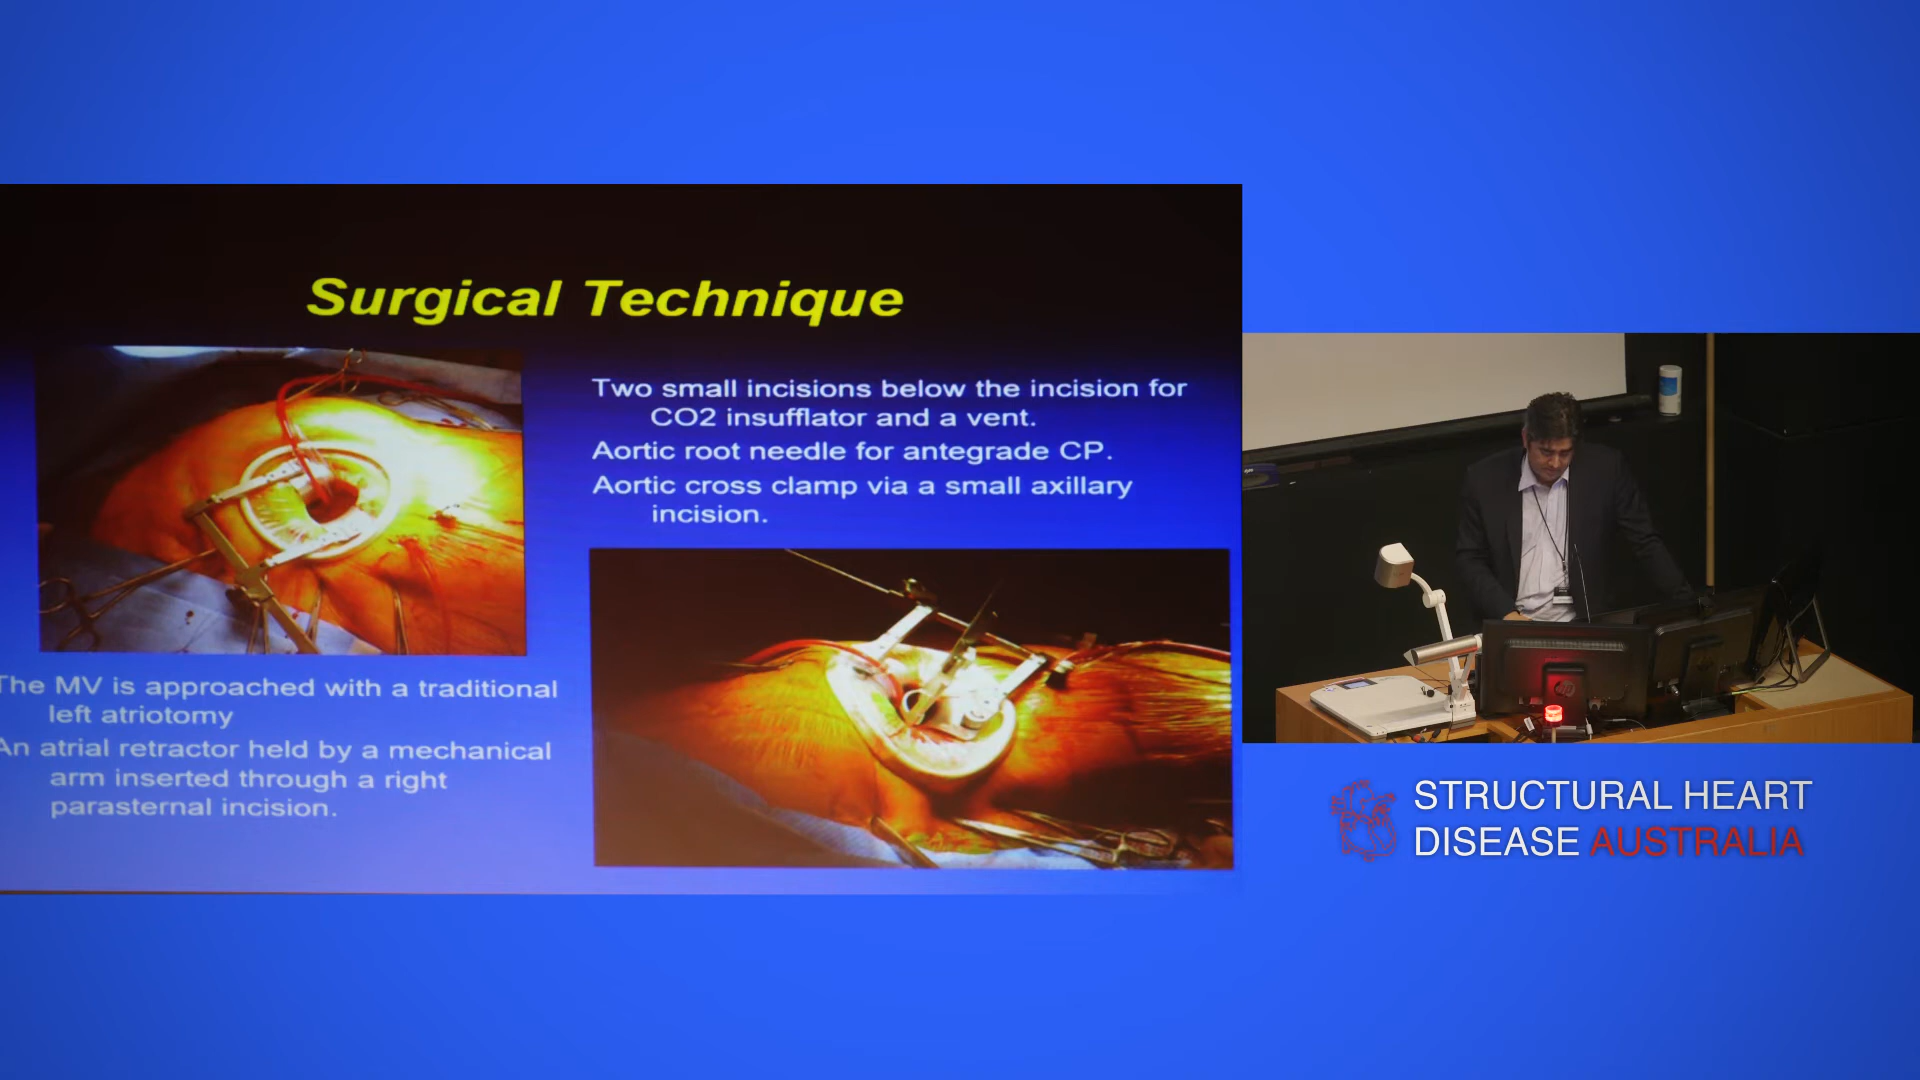 Surgical Technique
Two small incisions below the incision for
CO2 insufflator and a vent.
Aortic root needle for antegrade CP.
Aortic cross clamp via a small axillary
incision.
The MV is approached with a traditional
left atriotomy
An atrial retractor held by a mechanical
arm inserted through a right
parasternal incision.
STRUCTURAL HEART
DISEASE AUSTRALIA